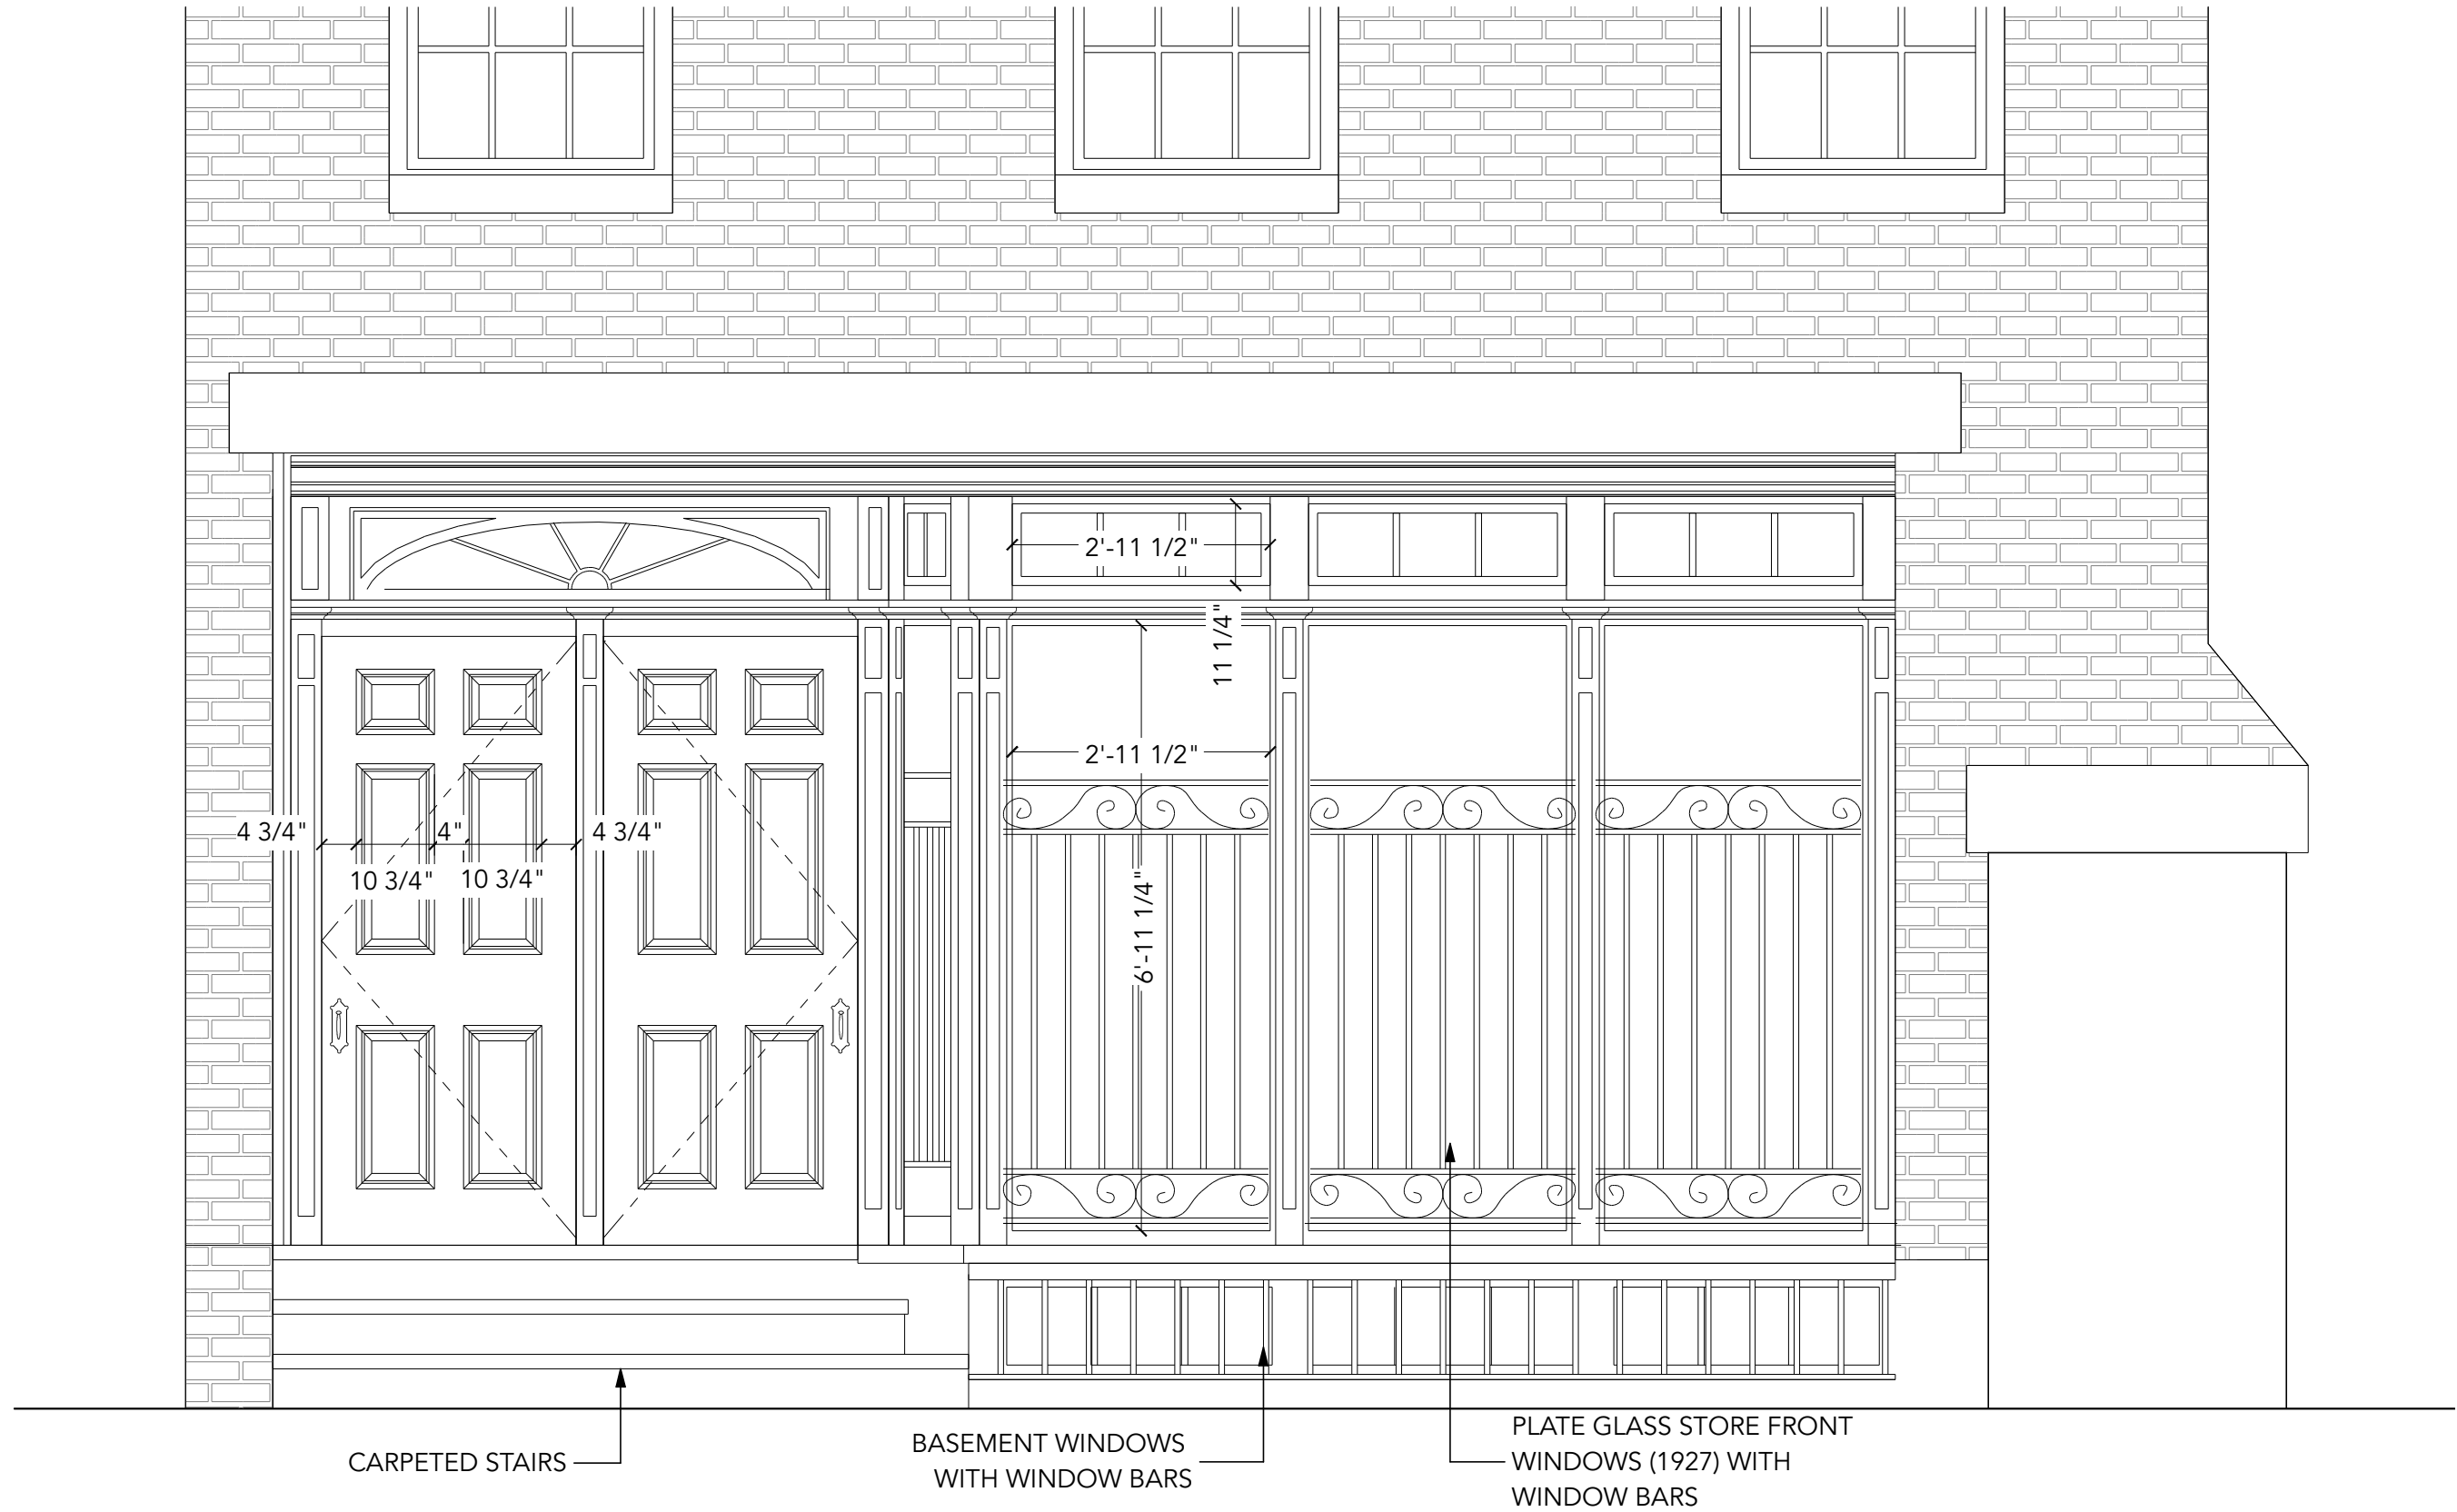 2'-11 1/2"
11 1/4"
2'-11 1/2"
4 3/4"
4"
4 3/4"
10 3/4"
10 3/4"
6'-11 1/4"
CARPETED STAIRS
BASEMENT WINDOWS
WITH WINDOW BARS
PLATE GLASS STORE FRONT
WINDOWS (1927) WITH
WINDOW BARS